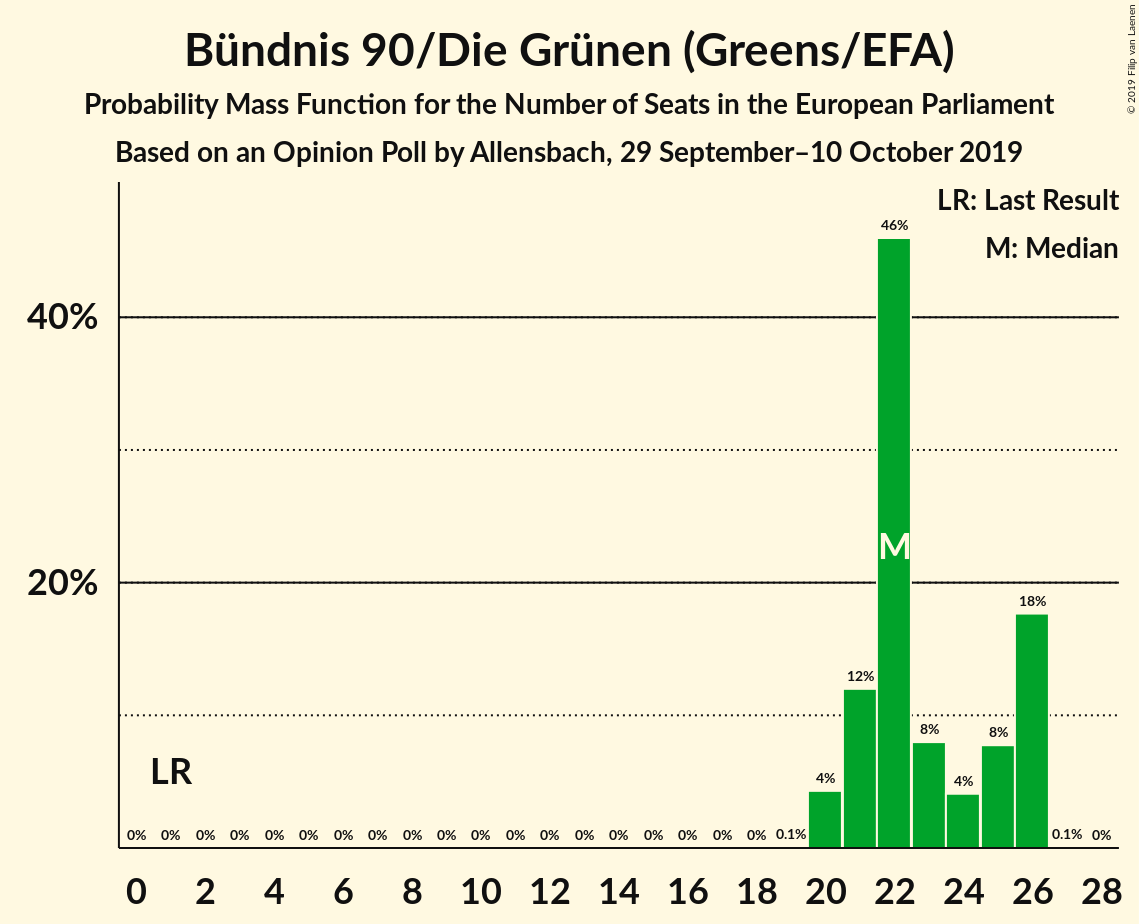 Bündnis 90/Die Grünen (Greens/EFA)
Probability Mass Function for the Number of Seats in the European Parliament
Based on an Opinion Poll by Allensbach, 29 September–10 October 2019
© 2019 Filip van Laenen
LR: Last Result
M: Median
46%
40%
M
20%
18%
12%
8%
8%
4%
4%
LR
0% 0% 0% 0% 0% 0% 0% 0% 0% 0% 0% 0% 0% 0% 0% 0% 0% 0% 0% 0.1% 0.1% 0%
0 2 4 6 8 10 12 14 16 18 20 22 24 26 28